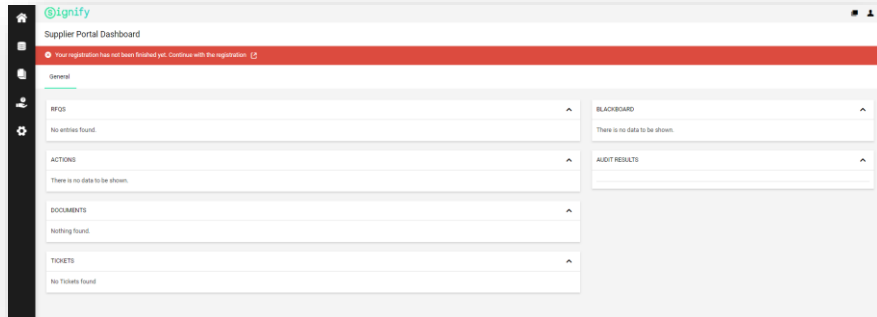 Signify
Supplier Portal Dashboard
Your registration has not been finished yet. Continue with the registration
General
RFQS
No entries found.
ACTIONS
There is no data to be shown.
DOCUMENTS
Nothing found.
TICKETS
No Tickets found
BLACKBOARD
There is no data to be shown.
AUDIT RESULTS